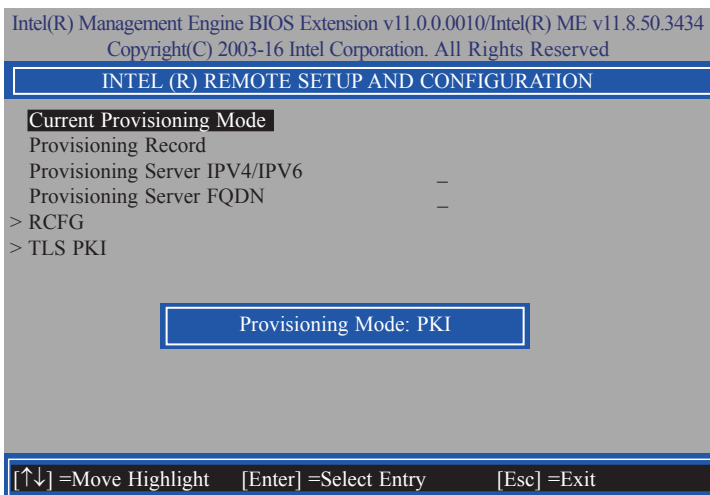 Intel(R) Management Engine BIOS Extension v11.0.0.0010/Intel(R) ME v11.8.50.3434
Copyright(C) 2003-16 Intel Corporation. All Rights Reserved
INTEL (R) REMOTE SETUP AND CONFIGURATION
Current Provisioning Mode
Provisioning Record
Provisioning Server IPV4/IPV6 _
Provisioning Server FQDN _
> RCFG
> TLS PKI
Provisioning Mode: PKI
[↑↓] =Move Highlight [Enter] =Select Entry [Esc] =Exit